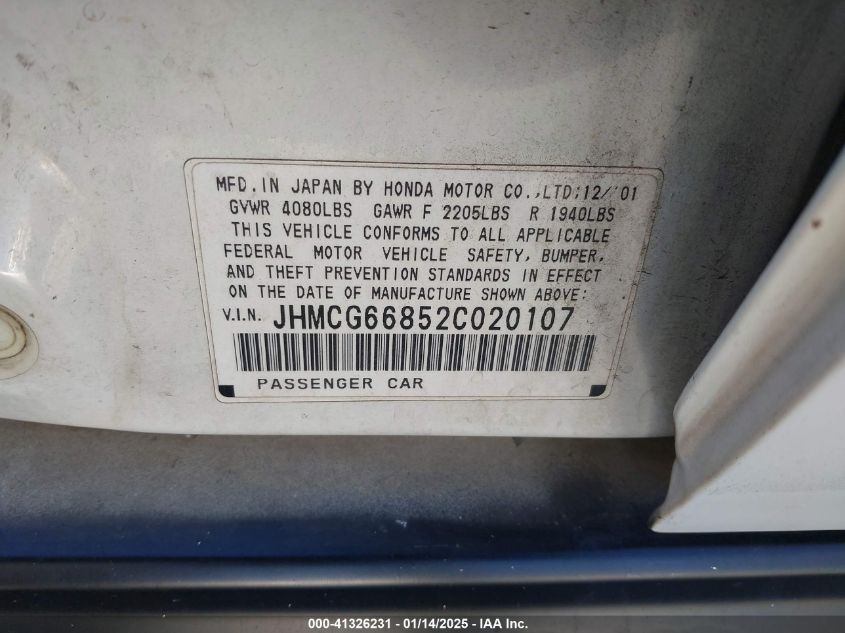 MFD. IN JAPAN BY HONDA MOTOR CO.,LTD; 12/'01
GVWR 4080LBS GAWR F 2205LBS R 1940LBS
THIS VEHICLE CONFORMS TO ALL APPLICABLE
FEDERAL MOTOR VEHICLE SAFETY, BUMPER,
AND THEFT PREVENTION STANDARDS IN EFFECT
ON THE DATE OF MANUFACTURE SHOWN ABOVE:
V.I.N. JHMCG66852C020107
PASSENGER CAR
000-41326231 - 01/14/2025 - IAA Inc.